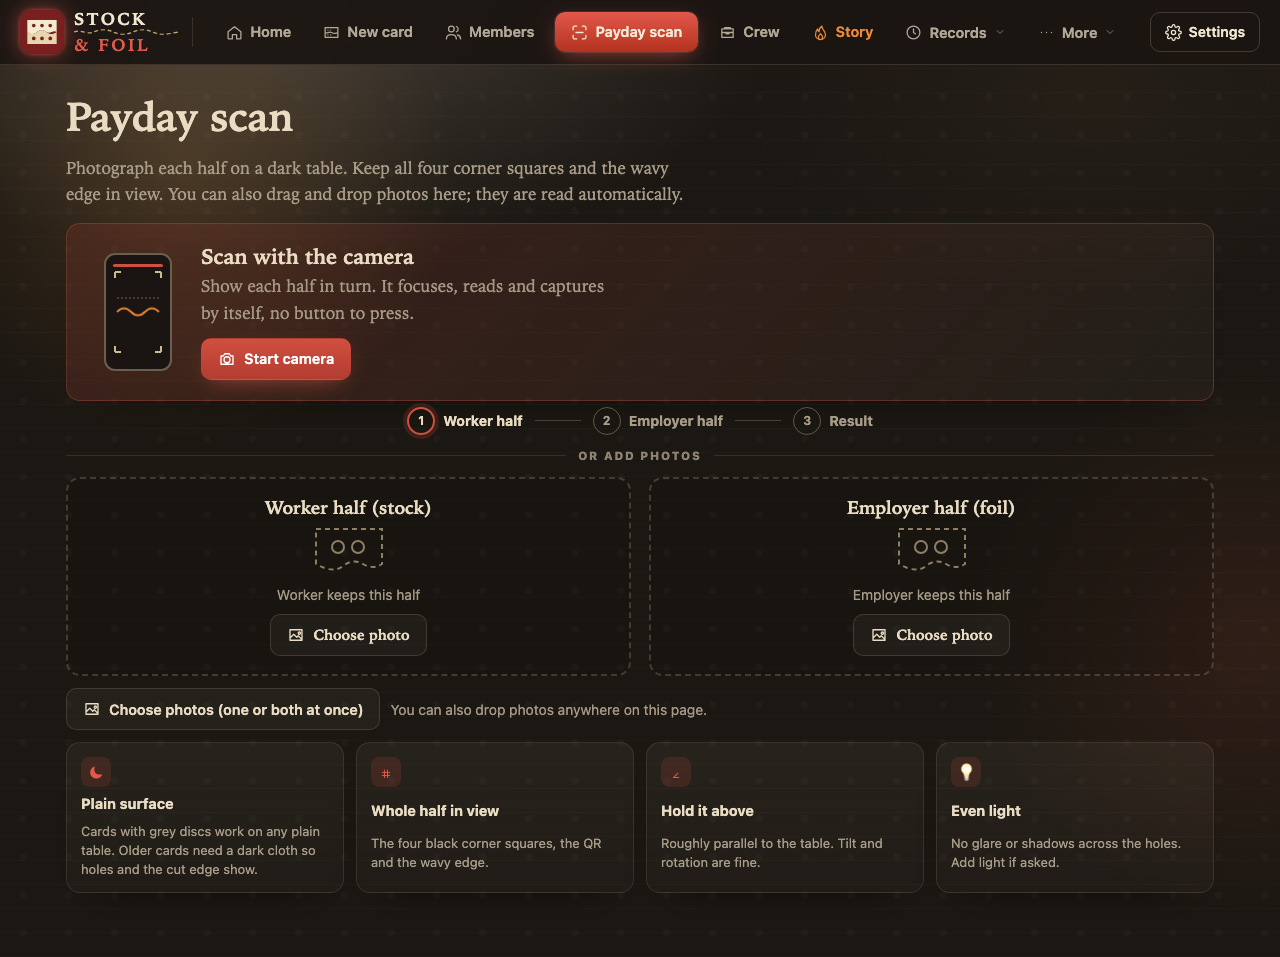 STOCK
& FOIL
Home
New card
Members
Payday scan
Crew
Story
Records
More
Settings
Payday scan
Photograph each half on a dark table. Keep all four corner squares and the wavy
edge in view. You can also drag and drop photos here; they are read automatically.
Scan with the camera
Show each half in turn. It focuses, reads and captures
by itself, no button to press.
Start camera
1 Worker half
2 Employer half
3 Result
OR ADD PHOTOS
Worker half (stock)
Worker keeps this half
Choose photo
Employer half (foil)
Employer keeps this half
Choose photo
Choose photos (one or both at once)
You can also drop photos anywhere on this page.
Plain surface
Cards with grey discs work on any plain
table. Older cards need a dark cloth so
holes and the cut edge show.
Whole half in view
The four black corner squares, the QR
and the wavy edge.
Hold it above
Roughly parallel to the table. Tilt and
rotation are fine.
Even light
No glare or shadows across the holes.
Add light if asked.